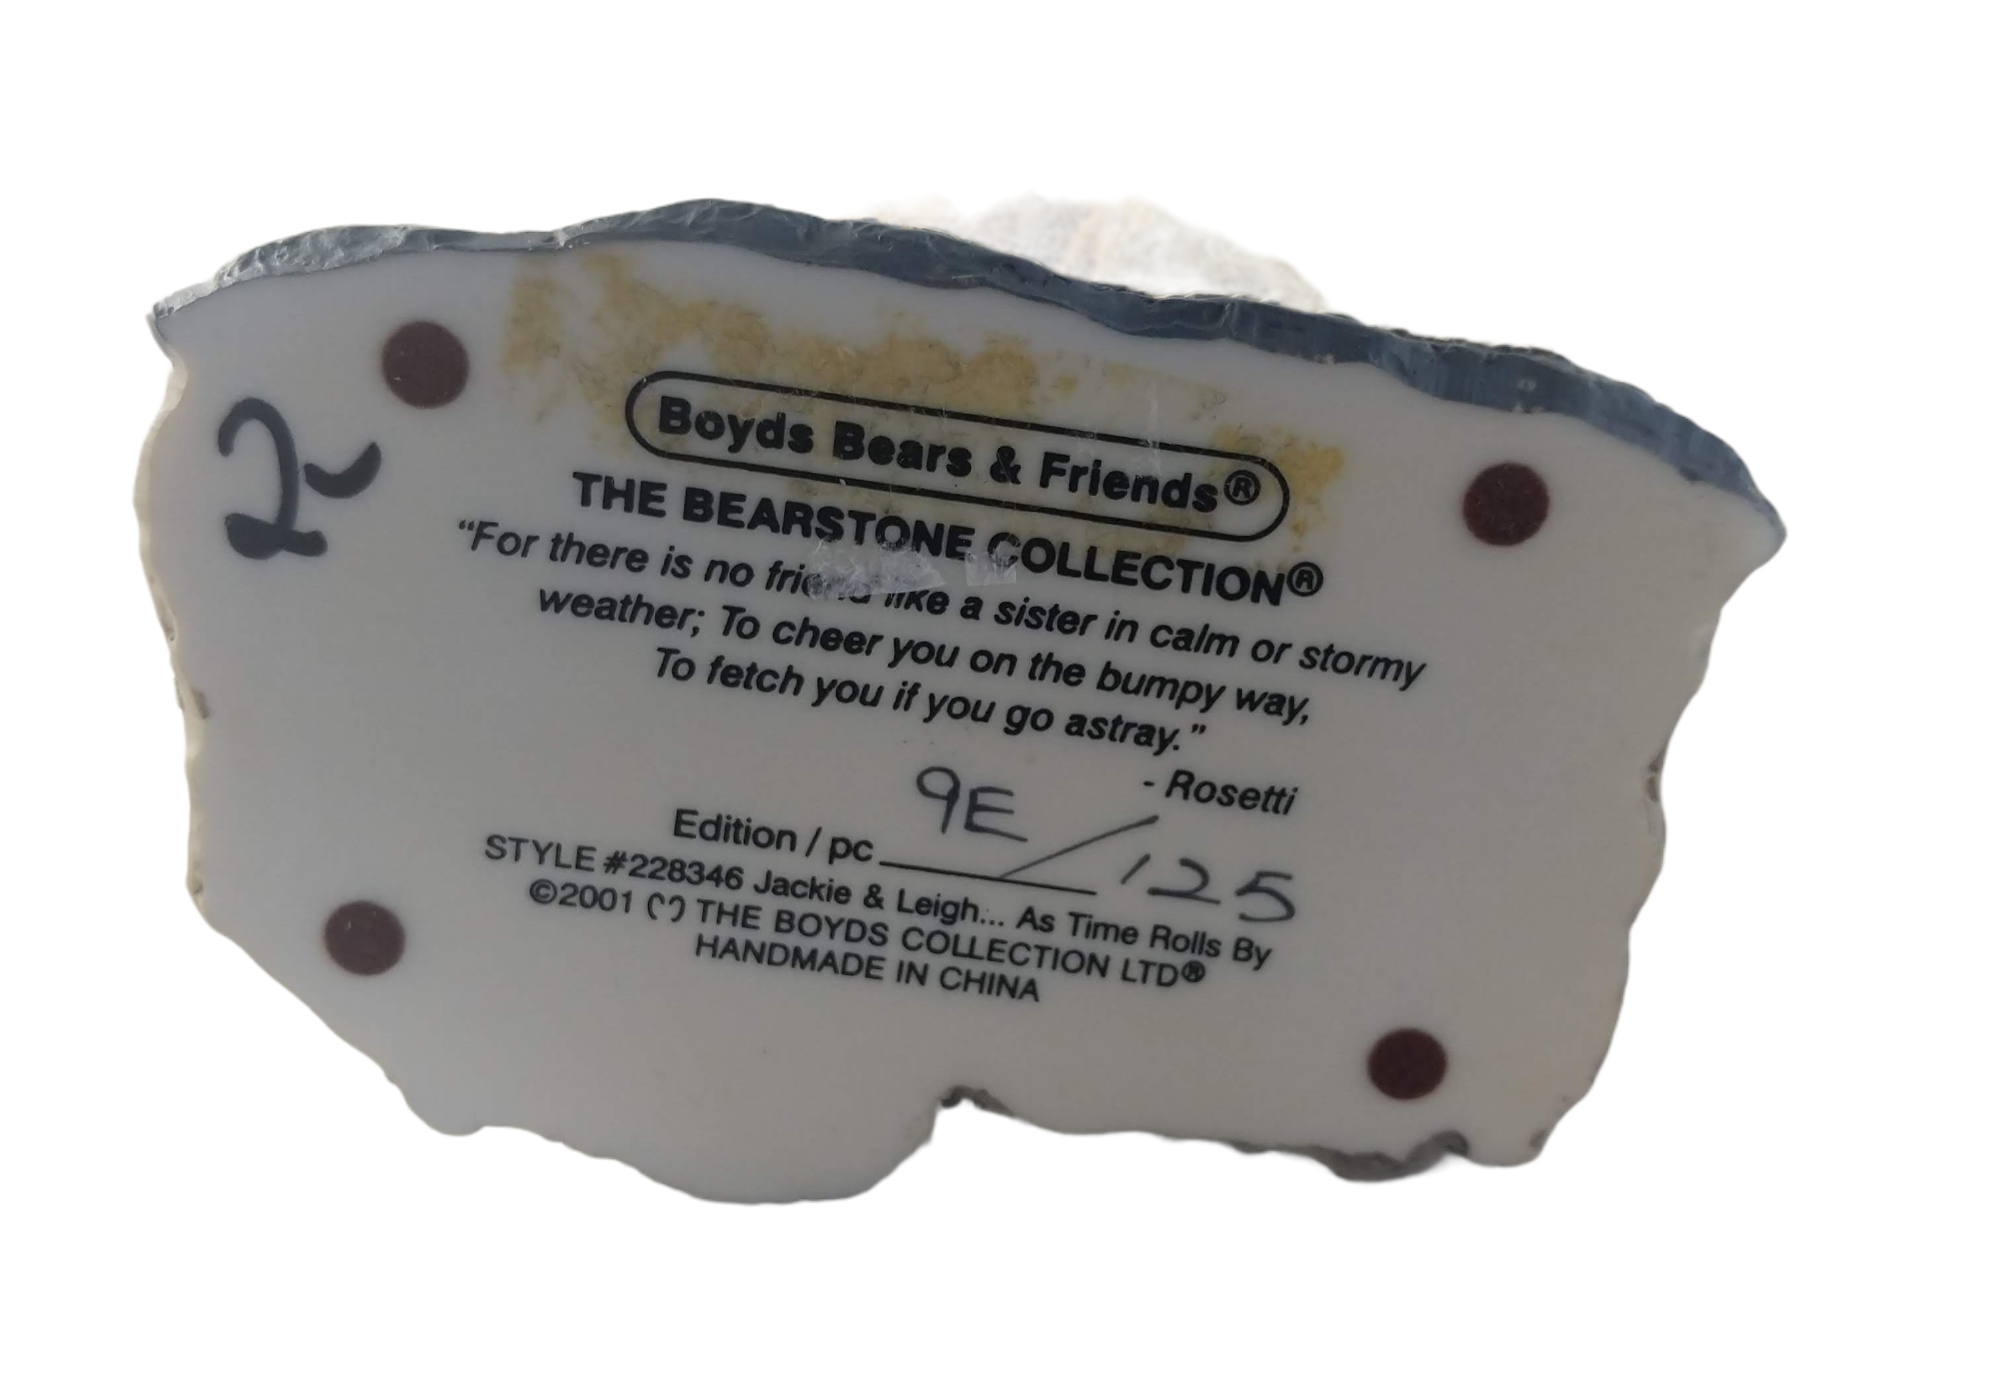 Boyds Bears & Friends®
THE BEARSTONE COLLECTION®
“For there is no friend like a sister in calm or stormy
weather; To cheer you on the bumpy way,
To fetch you if you go astray.”
- Rosetti
9E/125
Edition / pc
STYLE #228346 Jackie & Leigh... As Time Rolls By
©2001 THE BOYDS COLLECTION LTD®
HANDMADE IN CHINA